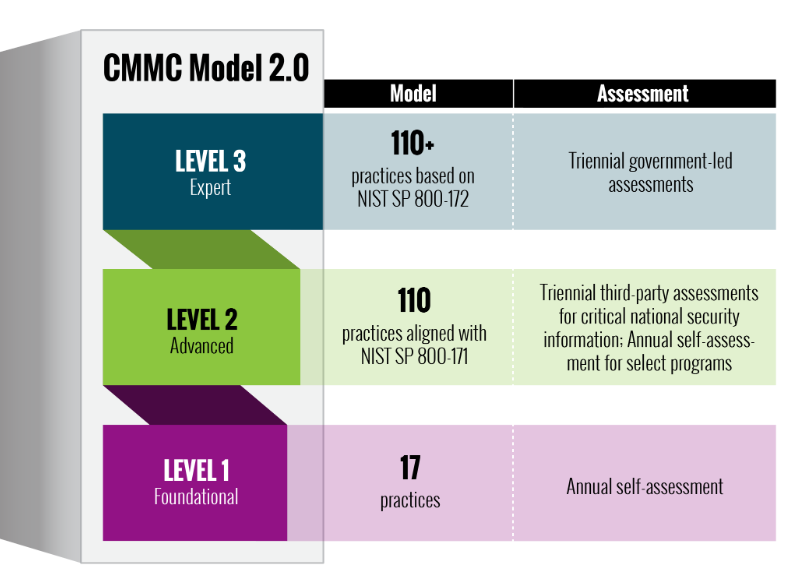 CMMC Model 2.0
Model
Assessment
LEVEL 3
Expert
110+
practices based on
NIST SP 800-172
Triennial government-led
assessments
LEVEL 2
Advanced
110
practices aligned with
NIST SP 800-171
Triennial third-party assessments
for critical national security
information; Annual self-assess-
ment for select programs
LEVEL 1
Foundational
17
practices
Annual self-assessment